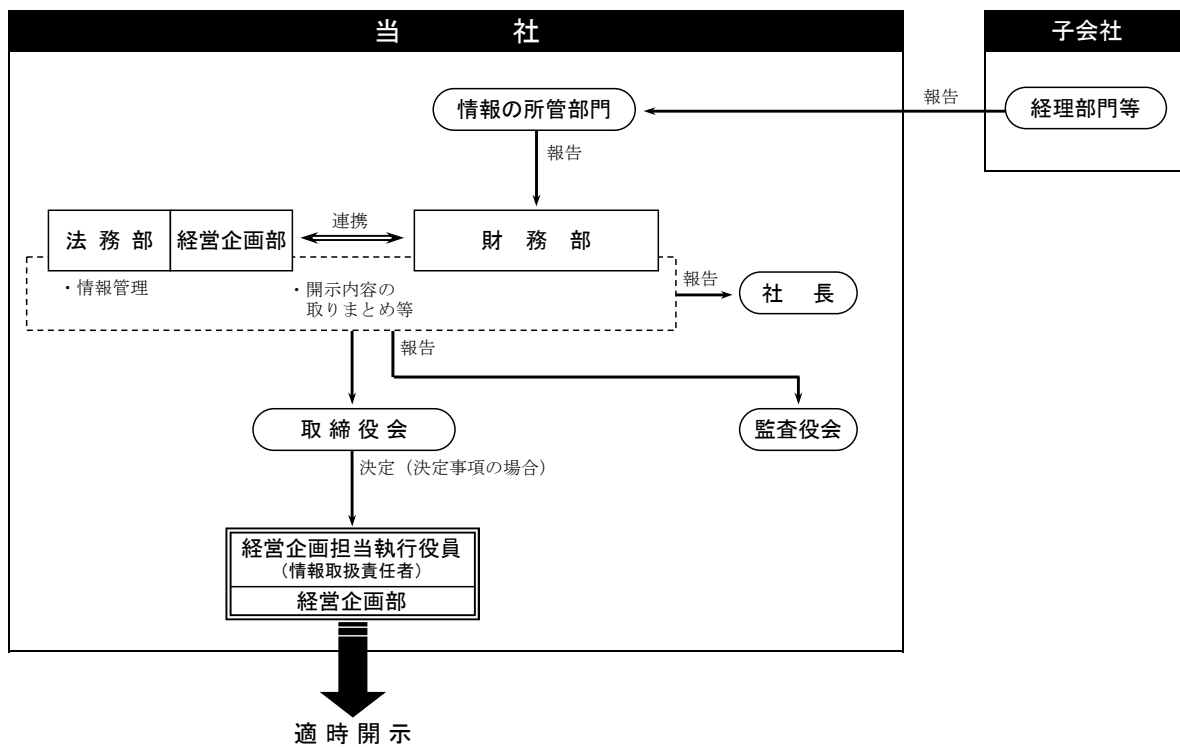 当社
子会社
情報の所管部門
報告
経理部門等
報告
法務部
経営企画部
連携
財務部
・情報管理
・開示内容の
取りまとめ等
報告
社長
報告
取締役会
監査役会
決定（決定事項の場合）
経営企画担当執行役員
（情報取扱責任者）
経営企画部
適時開示